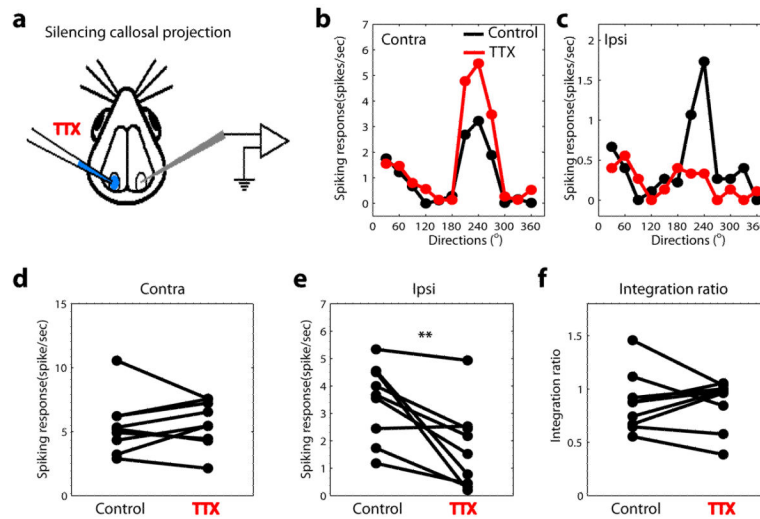 a
Silencing callosal projection
TTX
b
Spiking response(spikes/sec)
7
6
5
4
3
2
1
0
Contra
Control
TTX
0 60 120 180 240 300 360
Directions (°)
c
Spiking response(spikes/sec)
2
1.5
1
0.5
0
Ipsi
0 60 120 180 240 300 360
Directions (°)
d
Contra
Spiking response(spike/sec)
15
10
5
0
Control TTX
e
Ipsi
Spiking response(spike/sec)
7
6
5
4
3
2
1
0
**
Control TTX
f
Integration ratio
Integration ratio
1.5
1
0.5
0
Control TTX